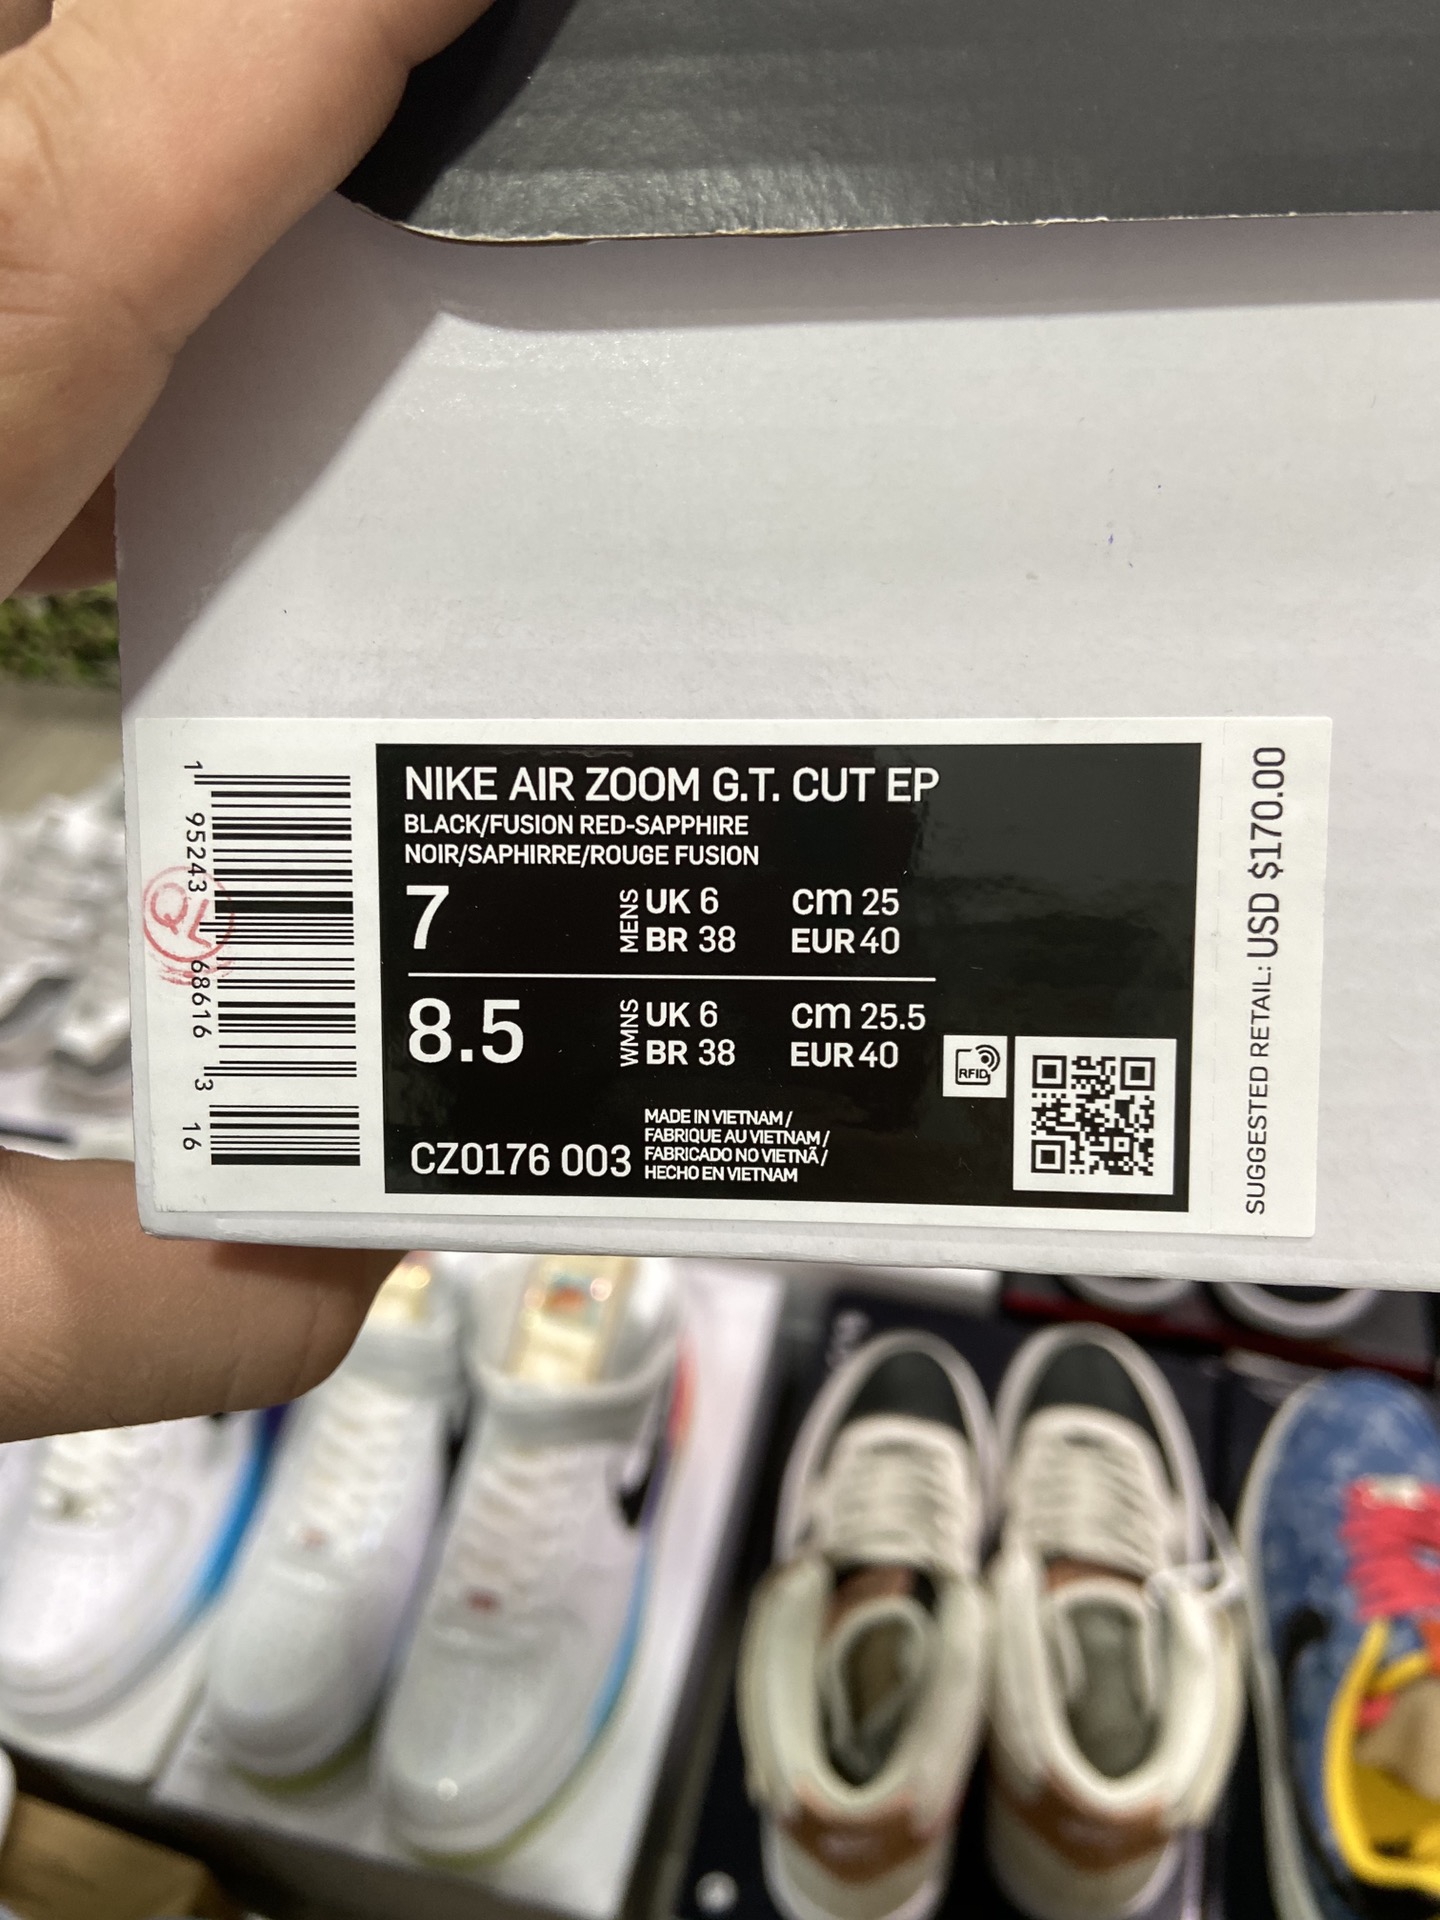 NIKE AIR ZOOM G.T. CUT EP
BLACK/FUSION RED-SAPPHIRE
NOIR/SAPHIRRE/ROUGE FUSION
7 MENS UK 6 cm 25
BR 38 EUR 40
8.5 WMNS UK 6 cm 25.5
BR 38 EUR 40
CZ0176 003
MADE IN VIETNAM /
FABRIQUE AU VIETNAM /
FABRICADO NO VIETNÃ /
HECHO EN VIETNAM
RFID
1 95243 68616 3 16
QL
SUGGESTED RETAIL: USD $170.00